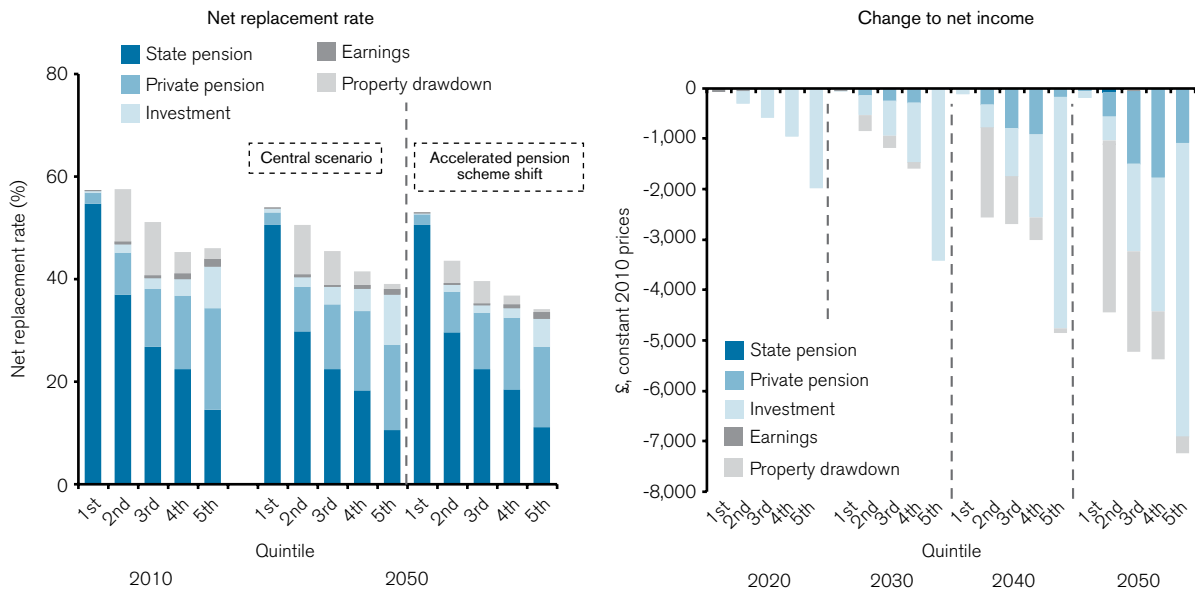 Net replacement rate
State pension
Private pension
Investment
Earnings
Property drawdown
Central scenario
Accelerated pension
scheme shift
Net replacement rate (%)
80
60
40
20
0
1st 2nd 3rd 4th 5th 1st 2nd 3rd 4th 5th 1st 2nd 3rd 4th 5th
Quintile
2010 2050
Change to net income
£, constant 2010 prices
0
-1,000
-2,000
-3,000
-4,000
-5,000
-6,000
-7,000
-8,000
State pension
Private pension
Investment
Earnings
Property drawdown
1st 2nd 3rd 4th 5th 1st 2nd 3rd 4th 5th 1st 2nd 3rd 4th 5th 1st 2nd 3rd 4th 5th
Quintile
2020 2030 2040 2050